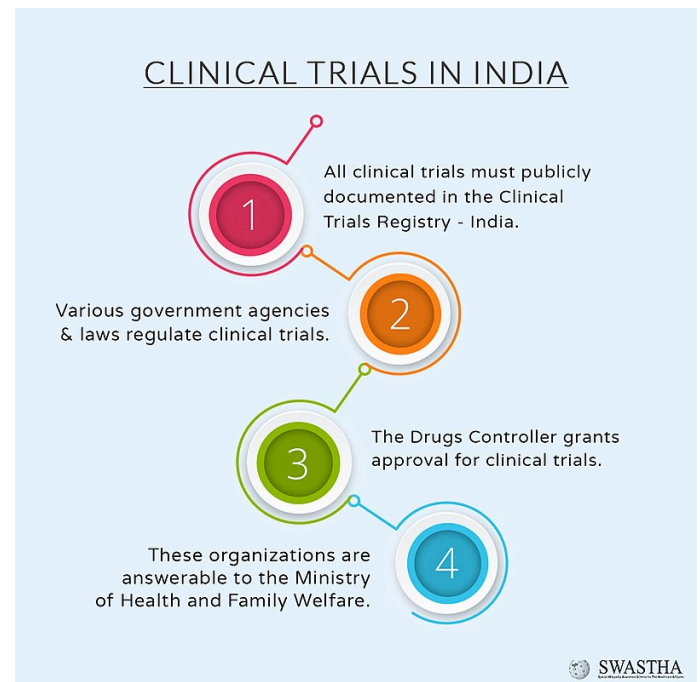 CLINICAL TRIALS IN INDIA
1
All clinical trials must publicly
documented in the Clinical
Trials Registry - India.
2
Various government agencies
& laws regulate clinical trials.
3
The Drugs Controller grants
approval for clinical trials.
4
These organizations are
answerable to the Ministry
of Health and Family Welfare.
SWASTHA